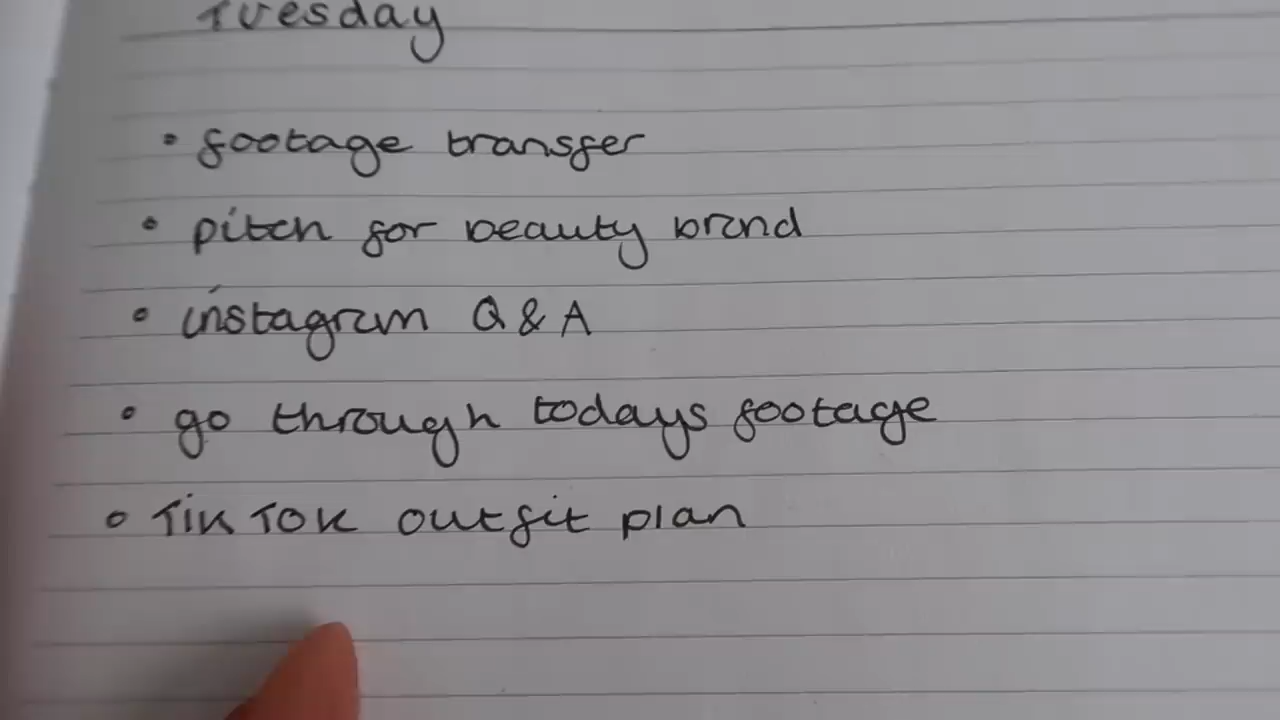 Tuesday
• footage transfer
• pitch for beauty brand
• instagram Q & A
• go through todays footage
• TikTOK outfit plan